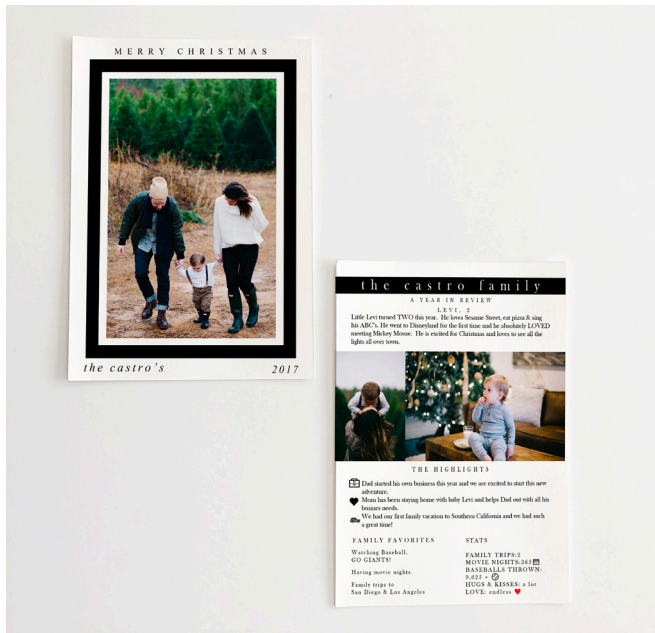 MERRY CHRISTMAS
the castro's
2017
the castro family
A YEAR IN REVIEW
LEVI, 2
Little Levi turned TWO this year. He loves Sesame Street, eat pizza & sing
his ABC's. He went to Disneyland for the first time and he absolutely LOVED
meeting Mickey Mouse. He is excited for Christmas and loves to see all the
lights all over town.
THE HIGHLIGHTS
Dad started his own business this year and we are excited to start this new
adventure.
Mom has been staying home with baby Levi and helps Dad out with all his
busines needs.
We had our first family vacation to Southern California and we had such
a great time!
FAMILY FAVORITES
Watching Baseball.
GO GIANTS!
Having movie nights.
Family trips to
San Diego & Los Angeles
STATS
FAMILY TRIPS:2
MOVIE NIGHTS:365
BASEBALLS THROWN:
9,625 +
HUGS & KISSES: a lot
LOVE: endless